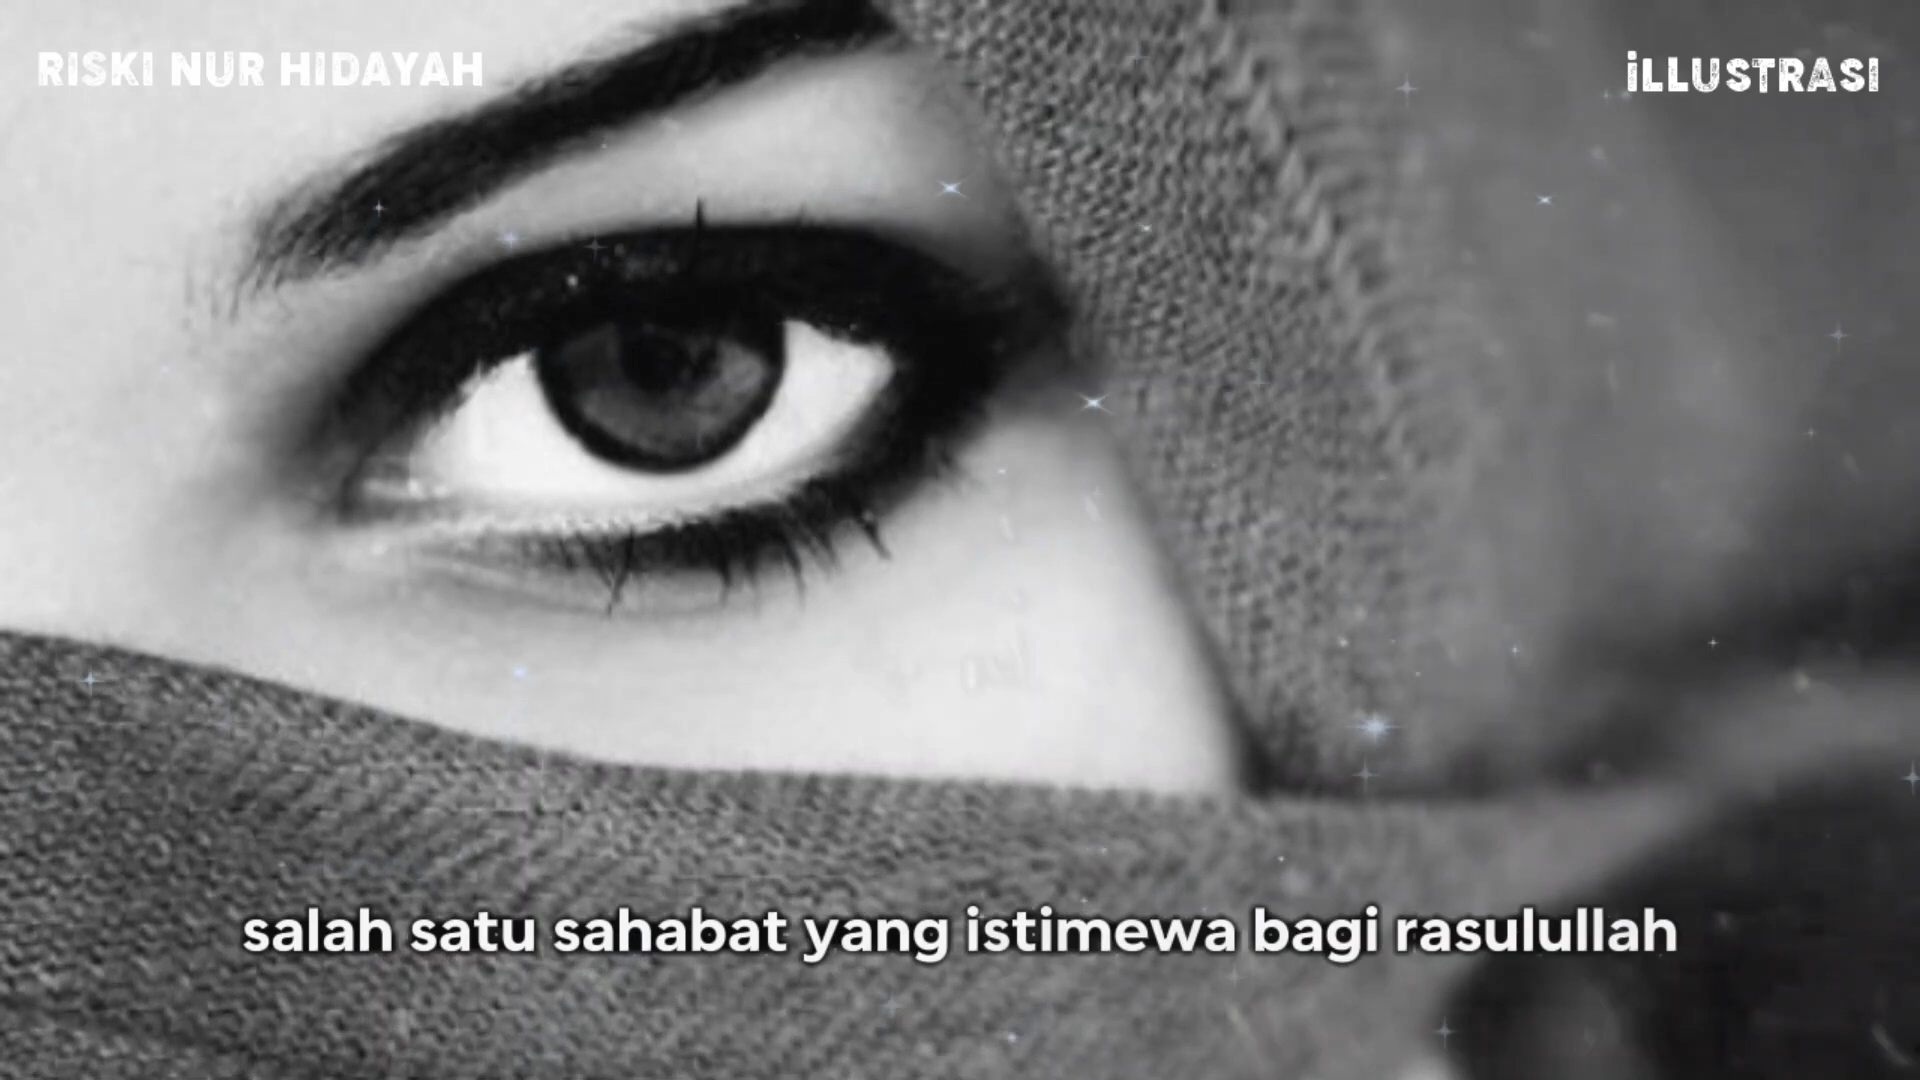 RISKI NUR HIDAYAH
İLLUSTRASI
salah satu sahabat yang istimewa bagi rasulullah